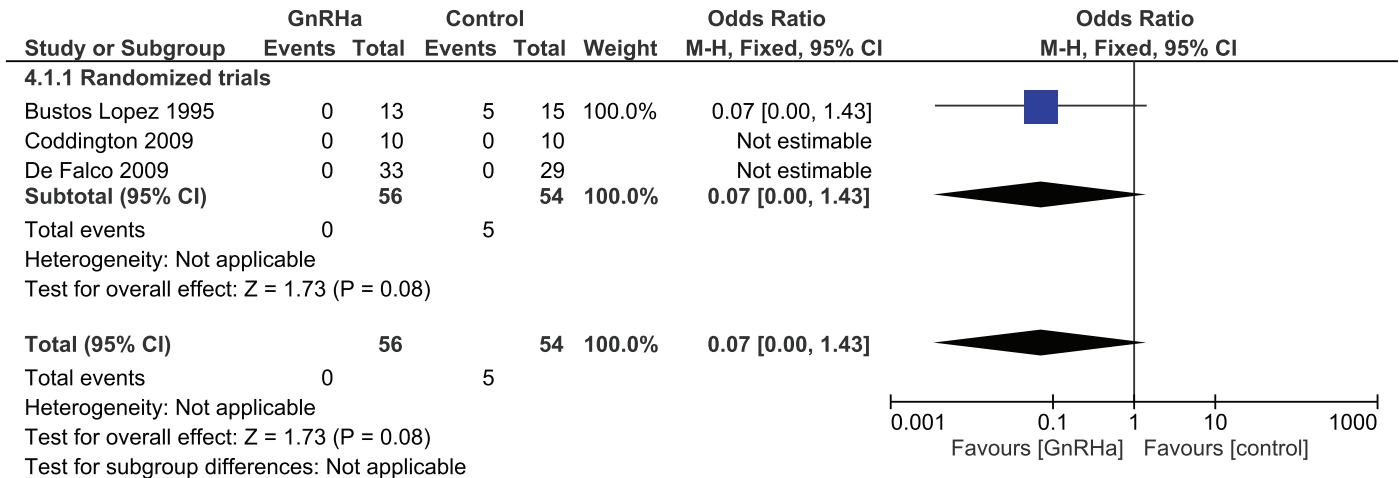 GnRHa Control Odds Ratio Odds Ratio
Study or Subgroup Events Total Events Total Weight M-H, Fixed, 95% CI M-H, Fixed, 95% CI
4.1.1 Randomized trials
Bustos Lopez 1995 0 13 5 15 100.0% 0.07 [0.00, 1.43]
Coddington 2009 0 10 0 10 Not estimable
De Falco 2009 0 33 0 29 Not estimable
Subtotal (95% CI) 56 54 100.0% 0.07 [0.00, 1.43]
Total events 0 5
Heterogeneity: Not applicable
Test for overall effect: Z = 1.73 (P = 0.08)
Total (95% CI) 56 54 100.0% 0.07 [0.00, 1.43]
Total events 0 5
Heterogeneity: Not applicable
Test for overall effect: Z = 1.73 (P = 0.08)
Test for subgroup differences: Not applicable
0.001 0.1 1 10 1000
Favours [GnRHa] Favours [control]